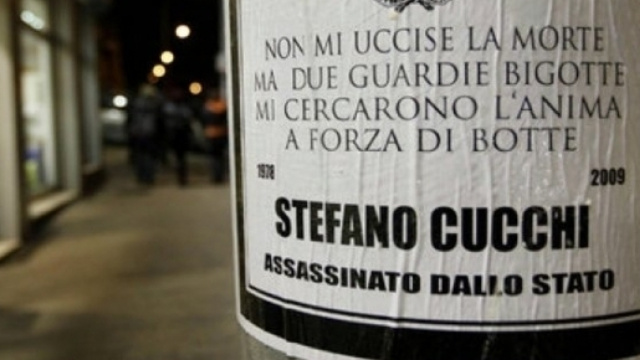 NON MI UCCISE LA MORTE
MA DUE GUARDIE BIGOTTE
MI CERCARONO L'ANIMA
A FORZA DI BOTTE
1978 2009
STEFANO CUCCHI
ASSASSINATO DALLO STATO